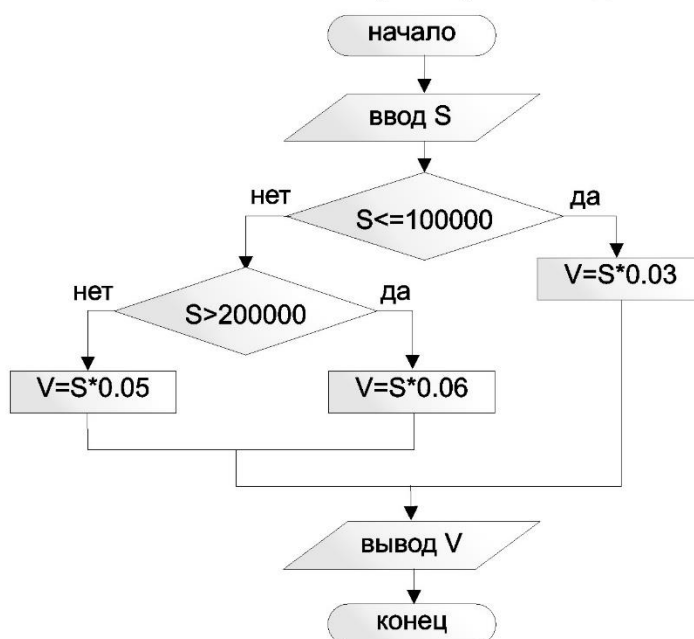 начало
ввод S
нет
да
S<=100000
V=S*0.03
нет
да
S>200000
V=S*0.05
V=S*0.06
вывод V
конец